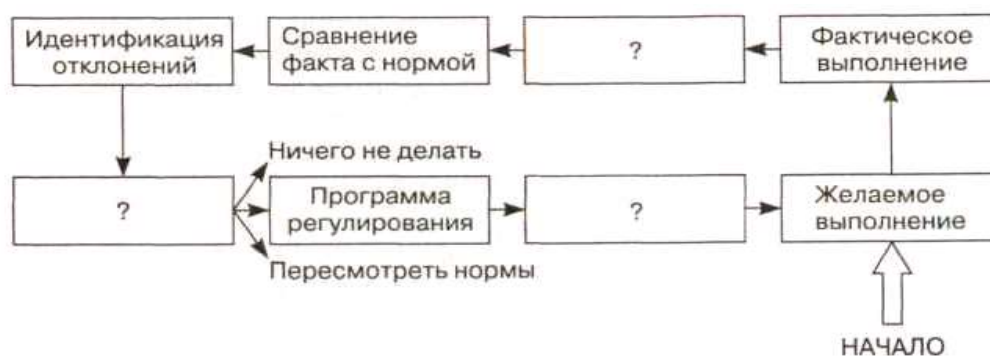 Идентификация
отклонений
Сравнение
факта с нормой
?
Фактическое
выполнение
Ничего не делать
?
Программа
регулирования
?
Желаемое
выполнение
Пересмотреть нормы
НАЧАЛО